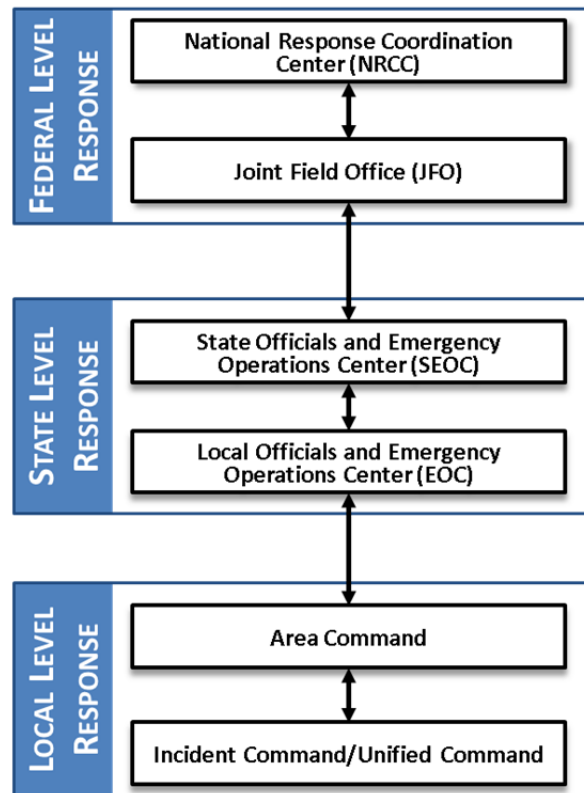 FEDERAL LEVEL
RESPONSE
National Response Coordination
Center (NRCC)
Joint Field Office (JFO)
STATE LEVEL
RESPONSE
State Officials and Emergency
Operations Center (SEOC)
Local Officials and Emergency
Operations Center (EOC)
LOCAL LEVEL
RESPONSE
Area Command
Incident Command/Unified Command